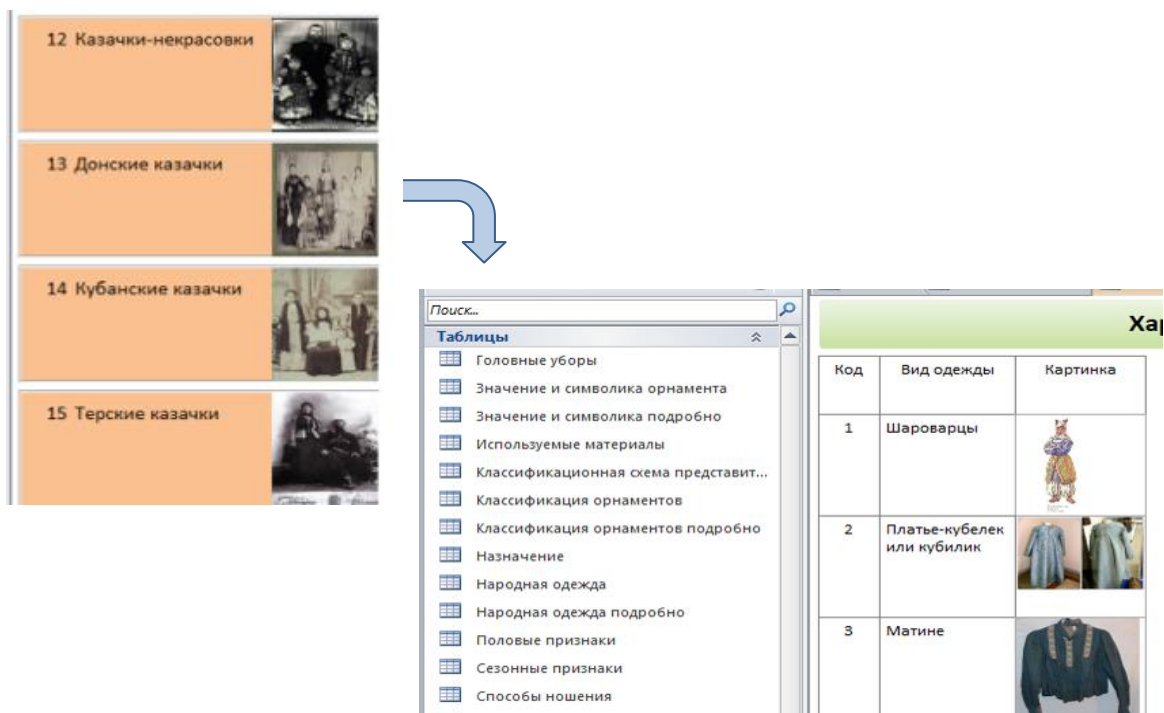 12 Казачки-некрасовки
13 Донские казачки
14 Кубанские казачки
15 Терские казачки
Поиск...
Таблицы
Головные уборы
Значение и символика орнамента
Значение и символика подробно
Используемые материалы
Классификационная схема представит...
Классификация орнаментов
Классификация орнаментов подробно
Назначение
Народная одежда
Народная одежда подробно
Половые признаки
Сезонные признаки
Способы ношения
Хар
Код Вид одежды Картинка
1 Шароварцы
2 Платье-кубелек
или кубилик
3 Матине